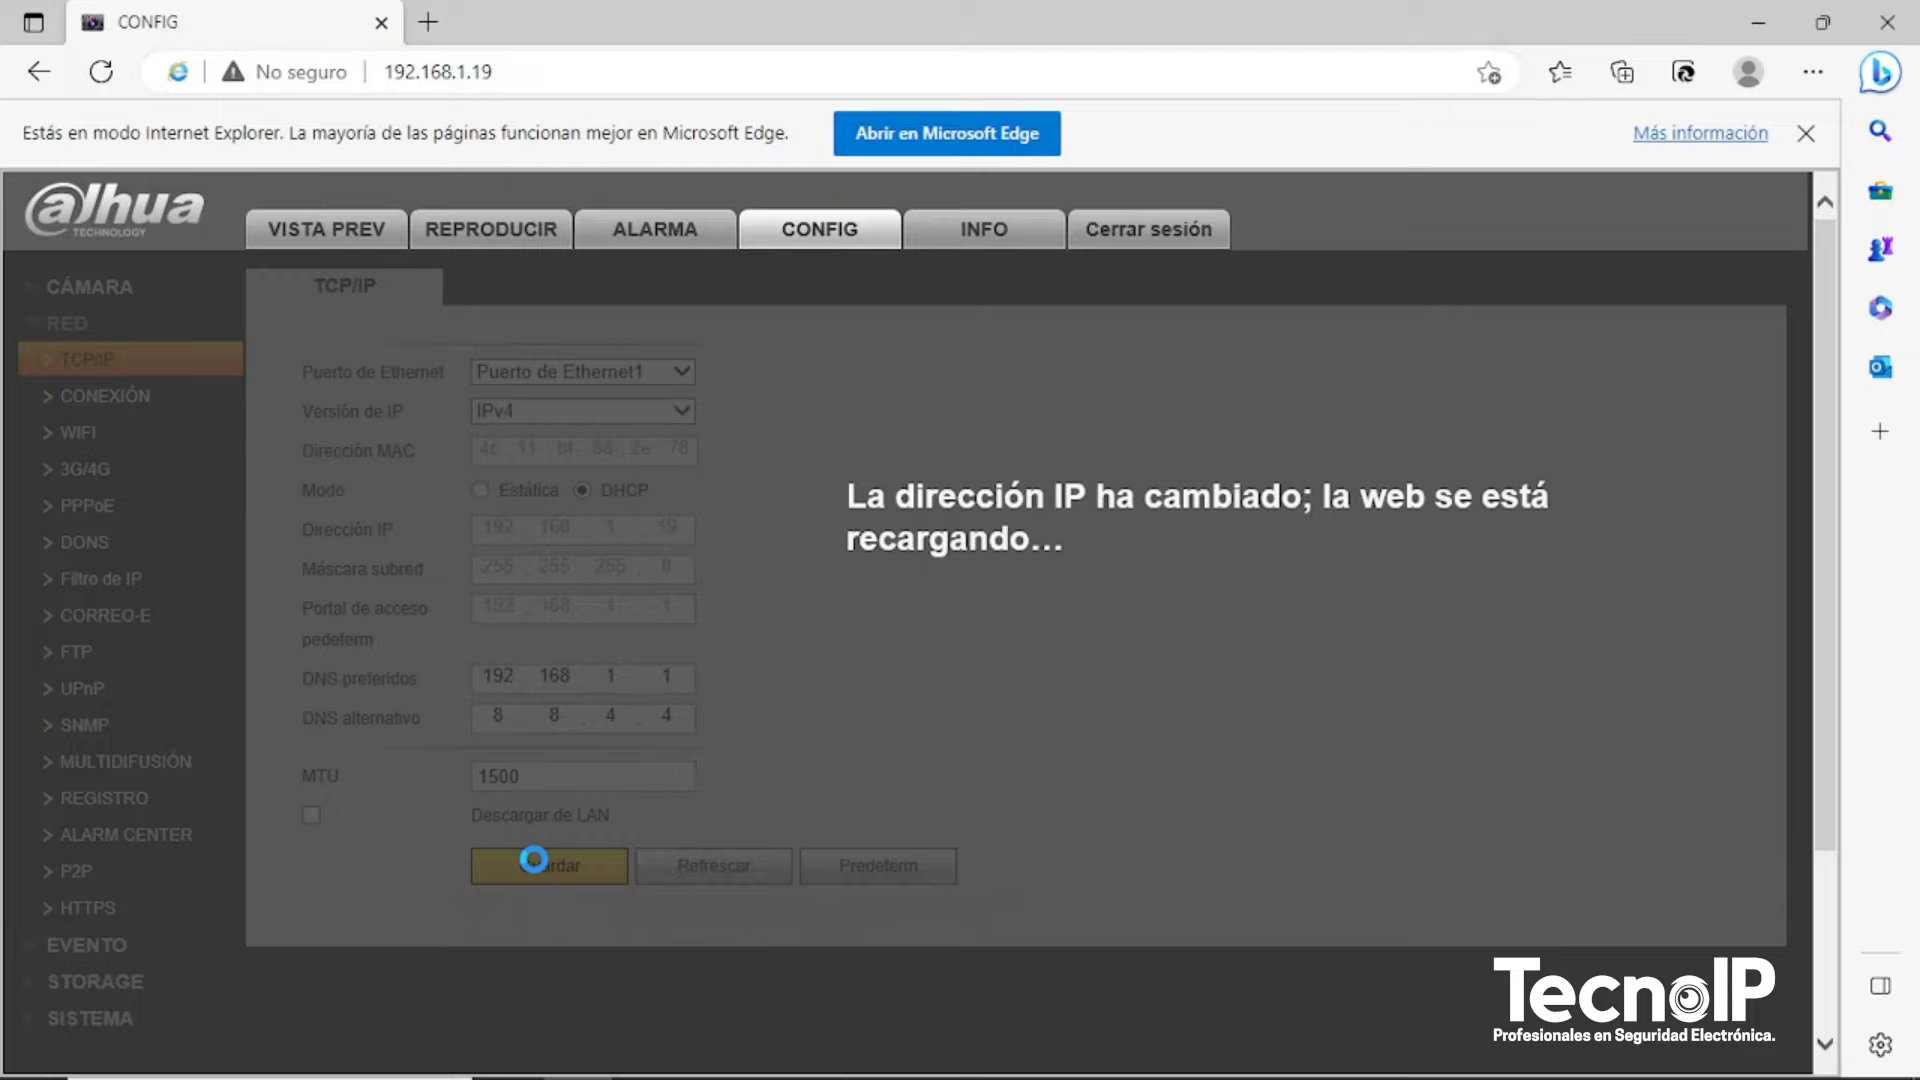 CONFIG
No seguro
192.168.1.19
Estás en modo Internet Explorer. La mayoría de las páginas funcionan mejor en Microsoft Edge.
Abrir en Microsoft Edge
Más información
alhua
TECHNOLOGY
VISTA PREV
REPRODUCIR
ALARMA
CONFIG
INFO
Cerrar sesión
CÁMARA
RED
TCP/IP
CONEXIÓN
WIFI
3G/4G
PPPoE
DDNS
Filtro de IP
CORREO-E
FTP
UPnP
SNMP
MULTIDIFUSIÓN
REGISTRO
ALARM CENTER
P2P
HTTPS
EVENTO
STORAGE
SISTEMA
TCP/IP
Puerto de Ethernet Puerto de Ethernet1
Versión de IP IPv4
Dirección MAC 4c 11 bf 68 2e 78
Modo Estática DHCP
Dirección IP 192 168 1 19
Máscara subred 255 255 255 0
Portal de acceso 192 168 1 1
pedeterm
DNS preferidos 192 168 1 1
DNS alternativo 8 8 4 4
MTU 1500
Descargar de LAN
Refrescar
Predeterm
La dirección IP ha cambiado; la web se está
recargando...
TecnoIP
Profesionales en Seguridad Electrónica.